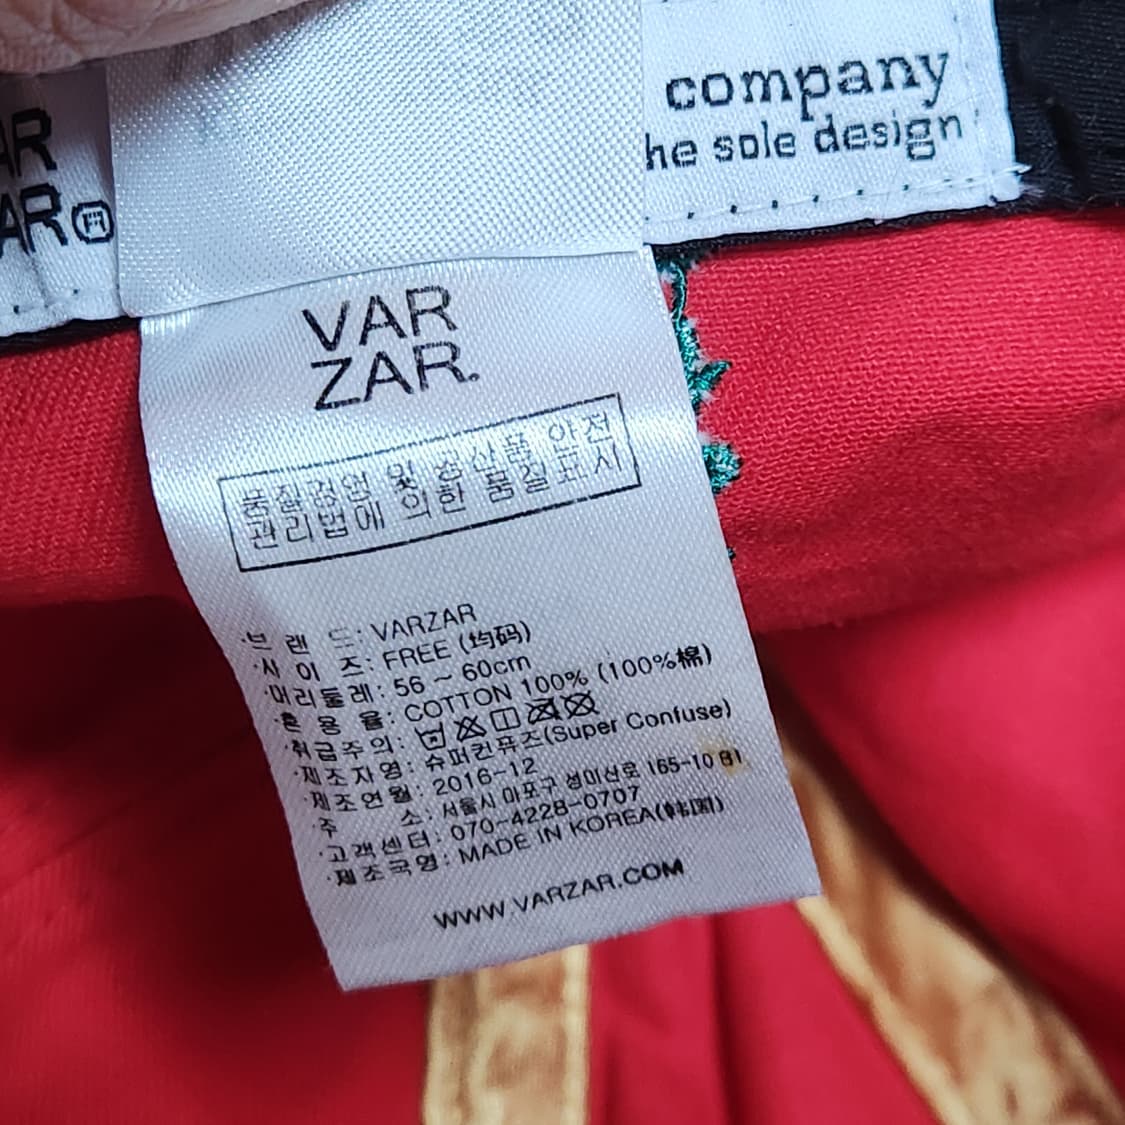 AR
AR
company
he sole design
VAR
ZAR.
품질경영 및 공산품 안전
관리법에 의한 품질표시
·브 랜 드: VARZAR
·사 이 즈: FREE (均码)
·머리둘레: 56 ~ 60cm
·혼 용 율: COTTON 100% (100%棉)
·취급주의:
·제조자명: 슈퍼컨퓨즈(Super Confuse)
·제조연월: 2016-12
·주 소: 서울시 마포구 성미산로 165-10 B1
·고객센터: 070-4228-0707
·제조국명: MADE IN KOREA(韩国)
WWW.VARZAR.COM